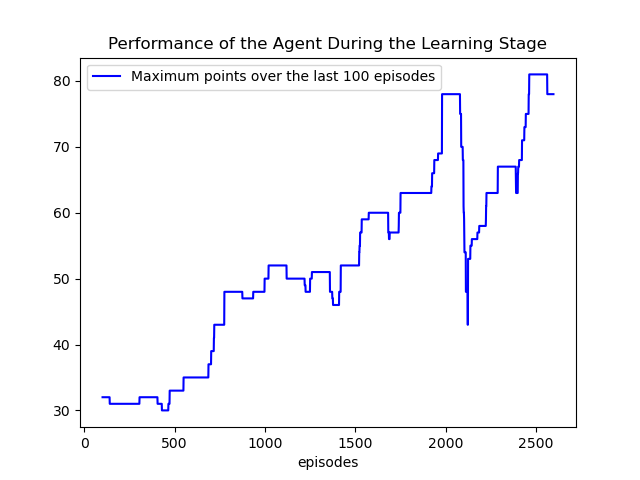 Performance of the Agent During the Learning Stage
Maximum points over the last 100 episodes
80
70
60
50
40
30
0 500 1000 1500 2000 2500
episodes